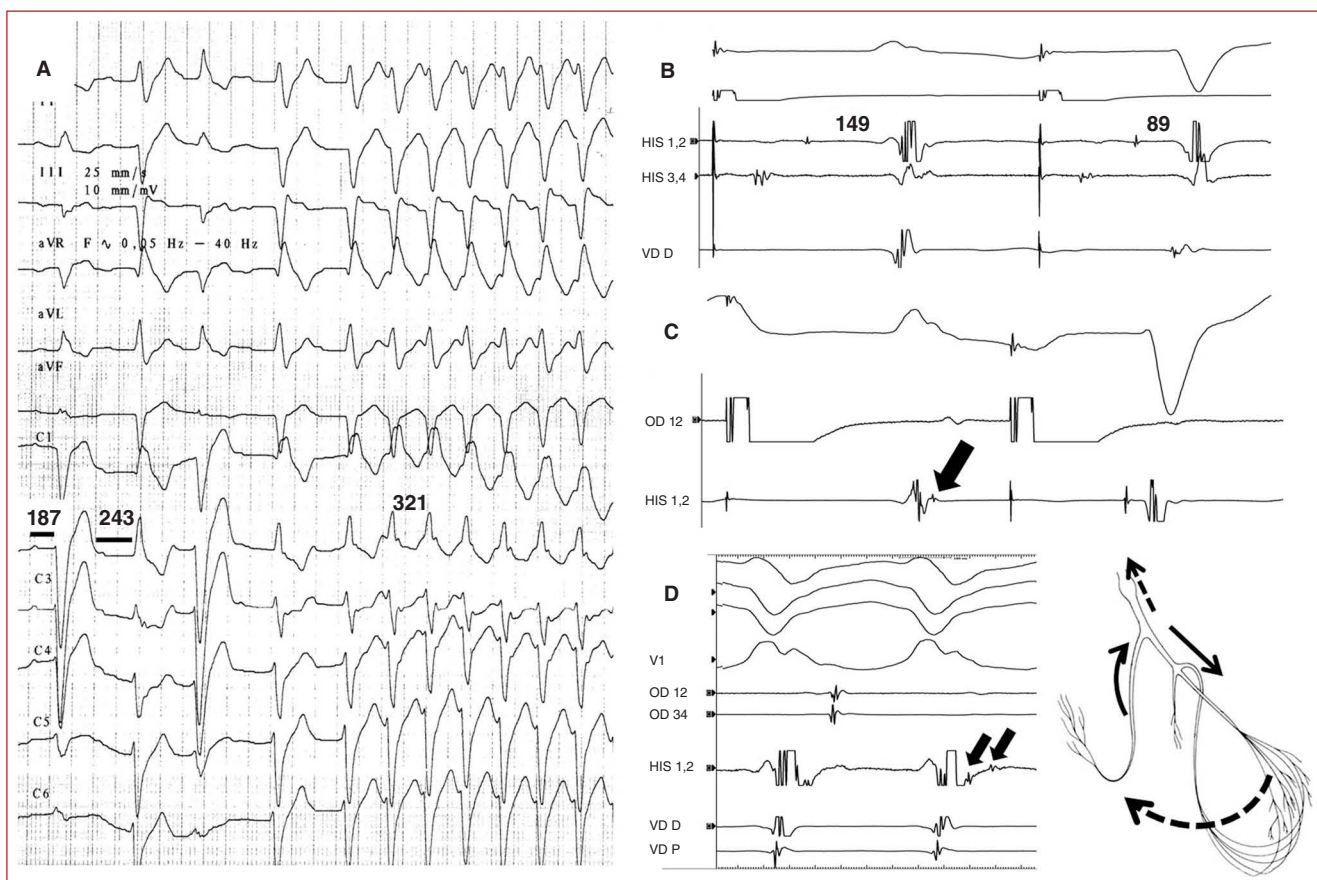 A
II
III 25 mm/s
10 mm/mV
aVR F ∿ 0,05 Hz – 40 Hz
aVL
aVF
C1
187 243 321
C3
C4
C5
C6
B
149 89
HIS 1,2
HIS 3,4
VD D
C
OD 12
HIS 1,2
D
V1
OD 12
OD 34
HIS 1,2
VD D
VD P